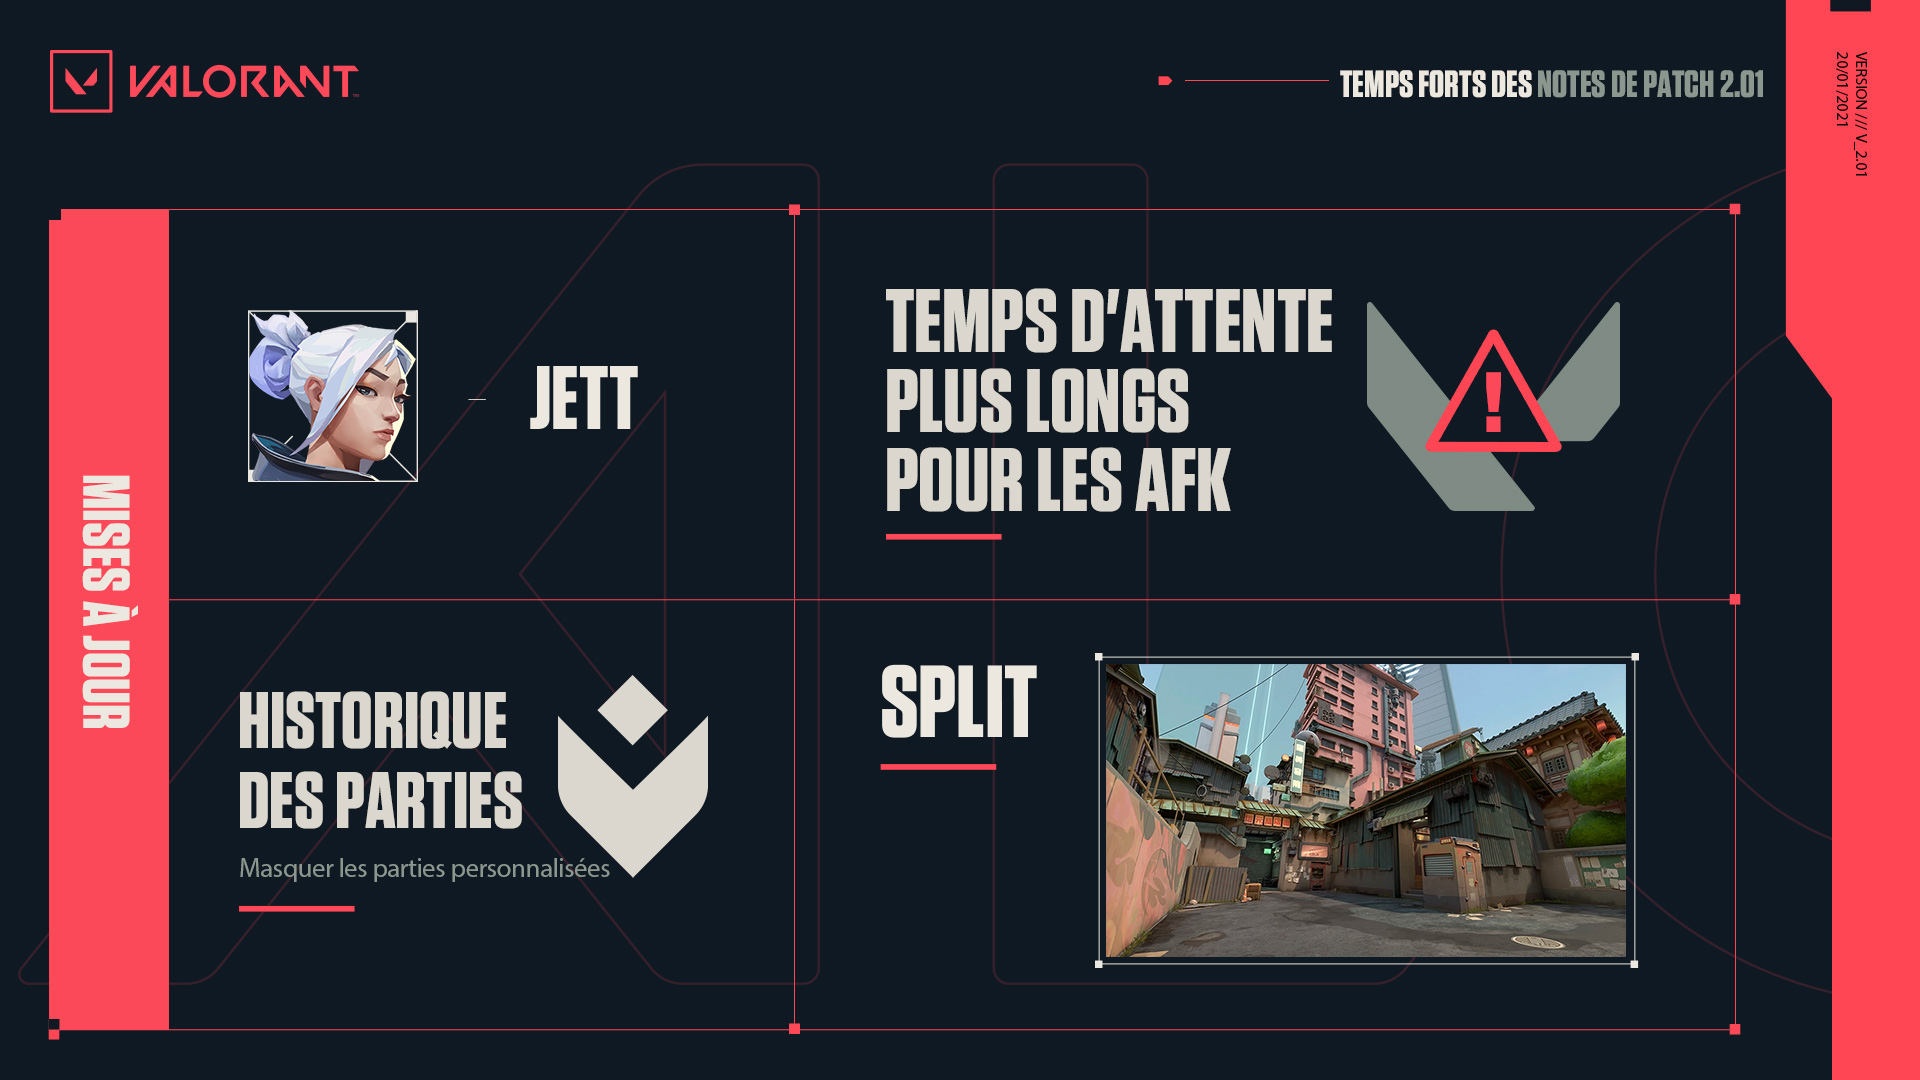 VALORANT
TEMPS FORTS DES NOTES DE PATCH 2.01
VERSION /// V_2.01
20/01/2021
MISES À JOUR
JETT
TEMPS D'ATTENTE
PLUS LONGS
POUR LES AFK
HISTORIQUE
DES PARTIES
Masquer les parties personnalisées
SPLIT